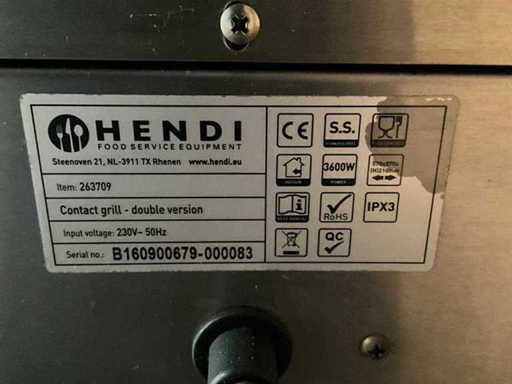 HENDI
FOOD SERVICE EQUIPMENT
Steenoven 21, NL-3911 TX Rhenen www.hendi.eu
Item: 263709
Contact grill - double version
Input voltage: 230V~ 50Hz
Serial no.: B160900679-000083
CE
S.S.
3600W
POWER
RoHS
IPX3
QC